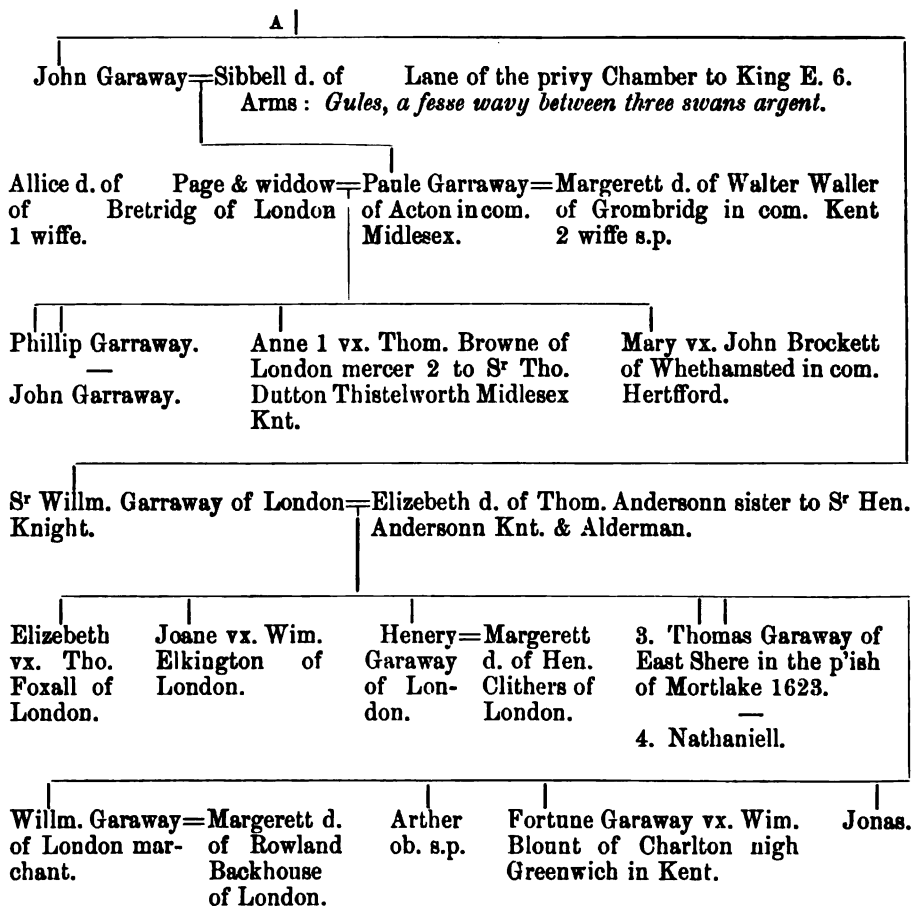 A
John Garaway=Sibbell d. of Lane of the privy Chamber to King E. 6.
Arms : Gules, a fesse wavy between three swans argent.
Allice d. of Page & widdow
of Bretridg of London
1 wiffe.
=Paule Garraway=
of Acton in com.
Midlesex.
Margerett d. of Walter Waller
of Grombridg in com. Kent
2 wiffe s.p.
Phillip Garraway.
—
John Garraway.
Anne 1 vx. Thom. Browne of
London mercer 2 to Sʳ Tho.
Dutton Thistelworth Midlesex
Knt.
Mary vx. John Brockett
of Whethamsted in com.
Hertfford.
Sʳ Willm. Garraway of London=
Knight.
Elizebeth d. of Thom. Andersonn sister to Sʳ Hen.
Andersonn Knt. & Alderman.
Elizebeth
vx. Tho.
Foxall of
London.
Joane vx. Wim.
Elkington of
London.
Henery=
Garaway
of Lon-
don.
Margerett
d. of Hen.
Clithers of
London.
3. Thomas Garaway of
East Shere in the p'ish
of Mortlake 1623.
—
4. Nathaniell.
Willm. Garaway=
of London mar-
chant.
Margerett d.
of Rowland
Backhouse
of London.
Arther
ob. s.p.
Fortune Garaway vx. Wim.
Blount of Charlton nigh
Greenwich in Kent.
Jonas.